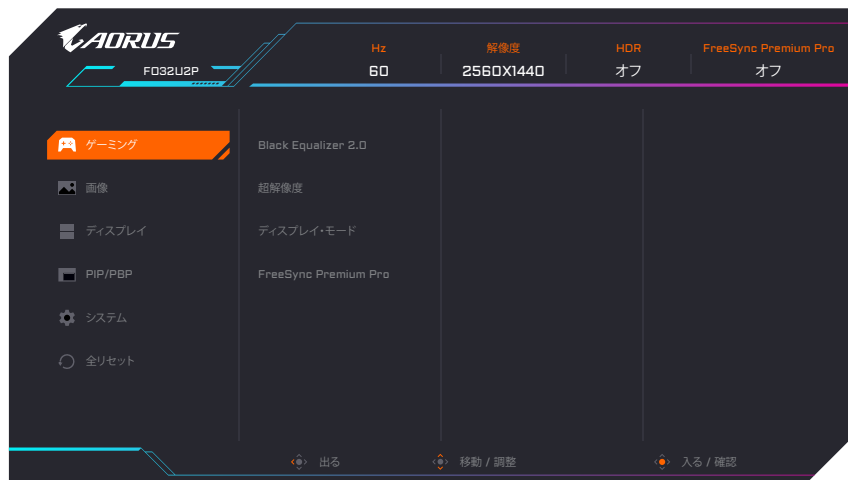 AORUS
FO32U2P
Hz 解像度 HDR FreeSync Premium Pro
60 2560X1440 オフ オフ
ゲーミング Black Equalizer 2.0
画像 超解像度
ディスプレイ ディスプレイ・モード
PIP/PBP FreeSync Premium Pro
システム
全リセット
出る 移動 / 調整 入る / 確認